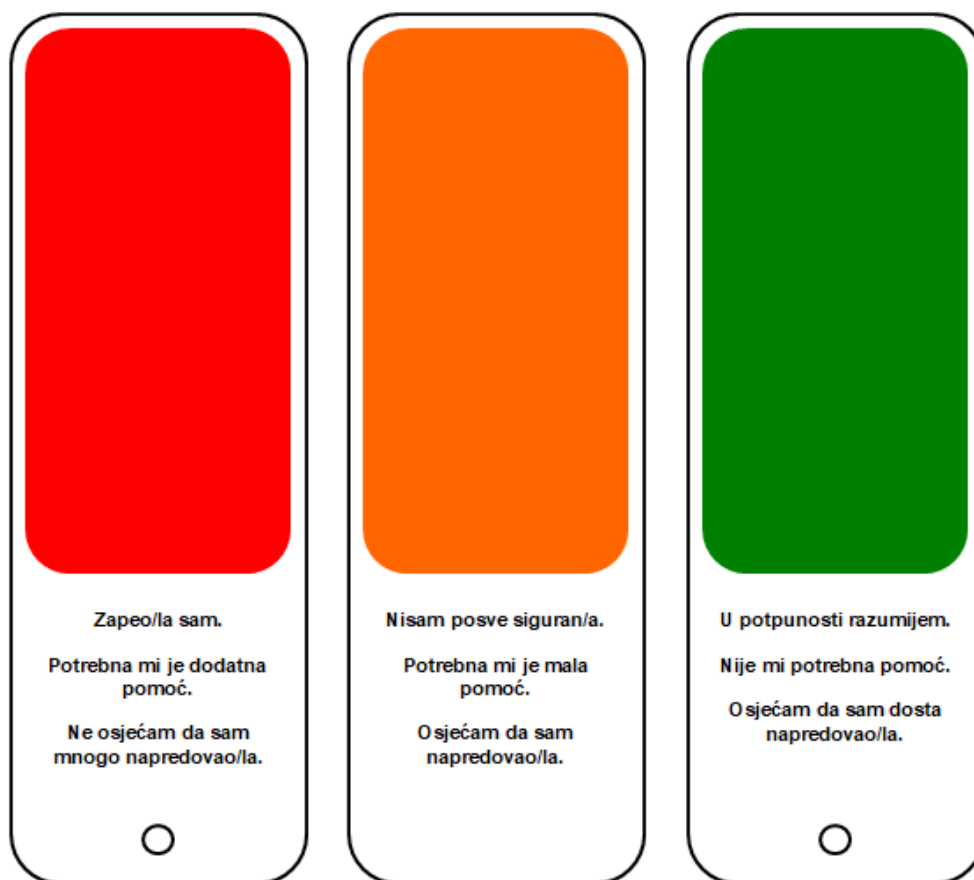 Zapeo/la sam.
Potrebna mi je dodatna
pomoć.
Ne osjećam da sam
mnogo napredovao/la.
Nisam posve siguran/a.
Potrebna mi je mala
pomoć.
Osjećam da sam
napredovao/la.
U potpunosti razumijem.
Nije mi potrebna pomoć.
Osjećam da sam dosta
napredovao/la.